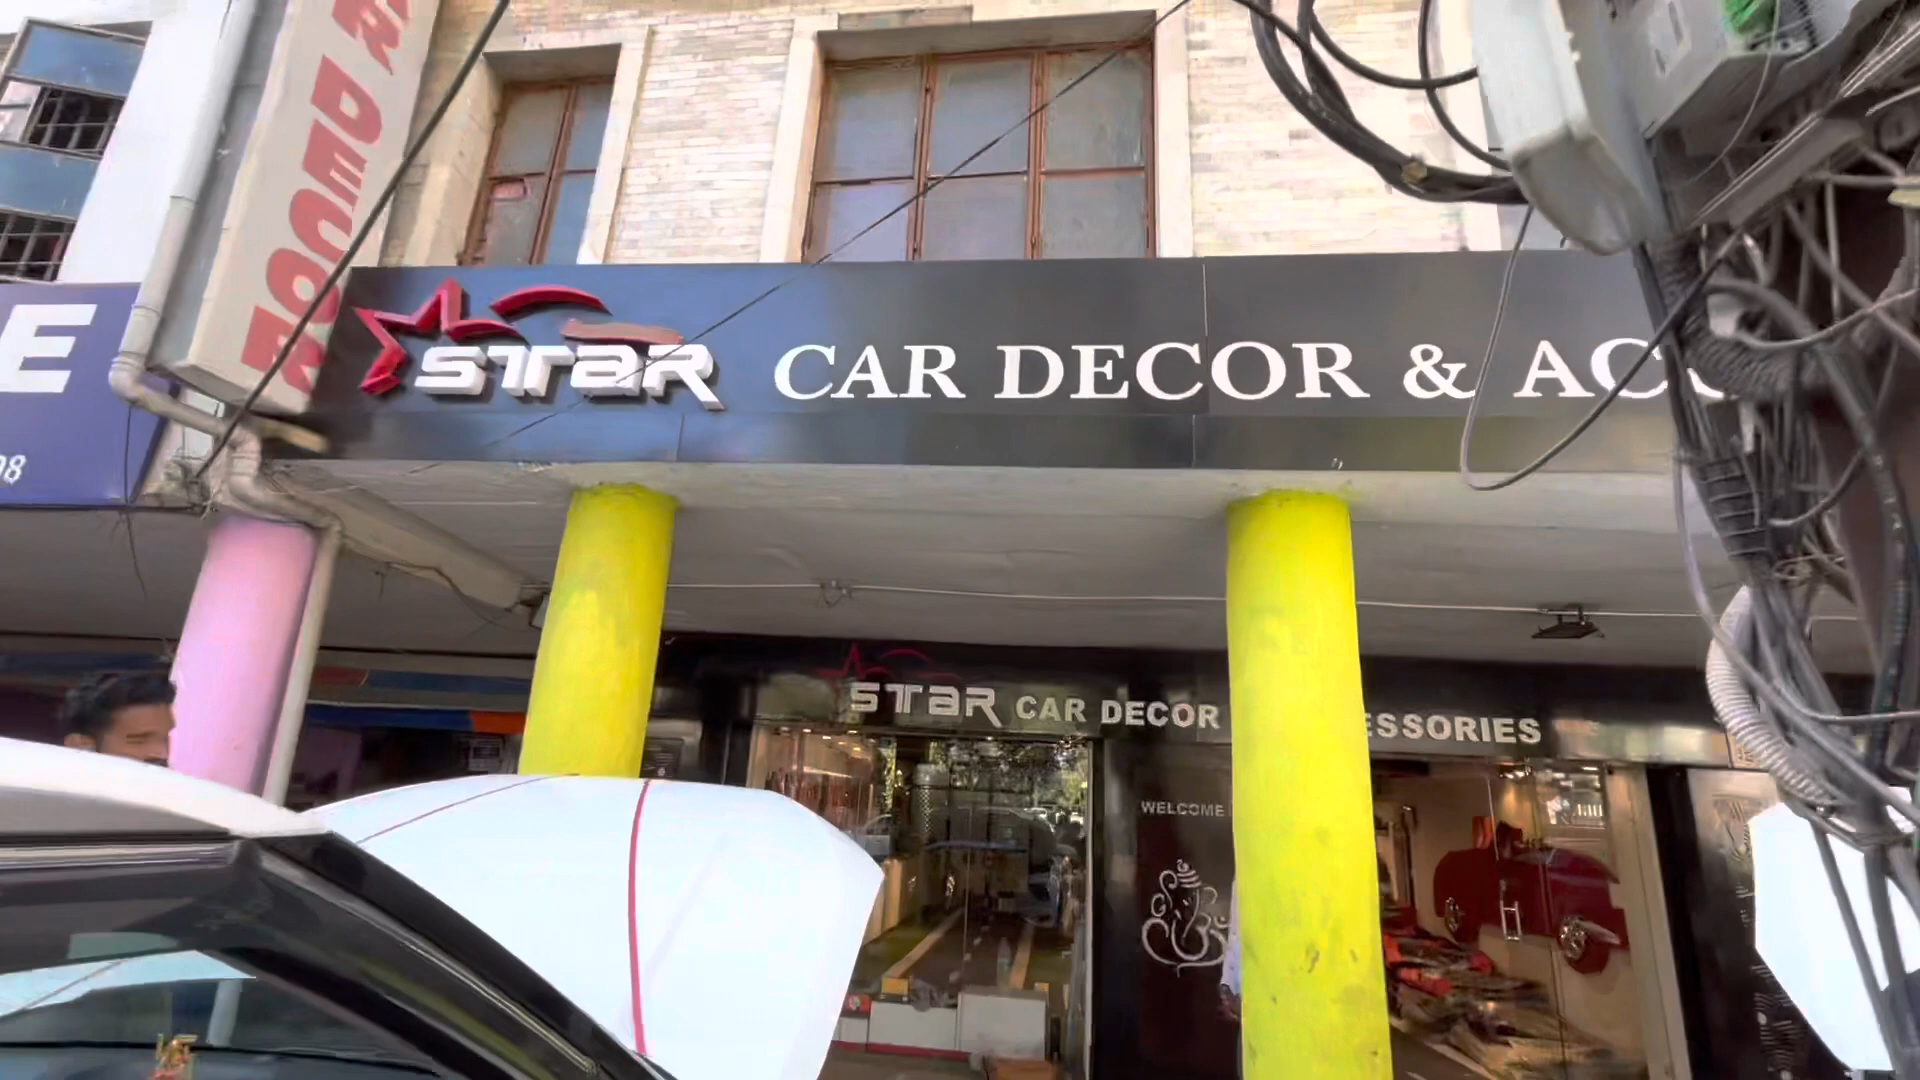 E
08
STAR CAR DECOR & AC
STAR CAR DECOR ESSORIES
WELCOME